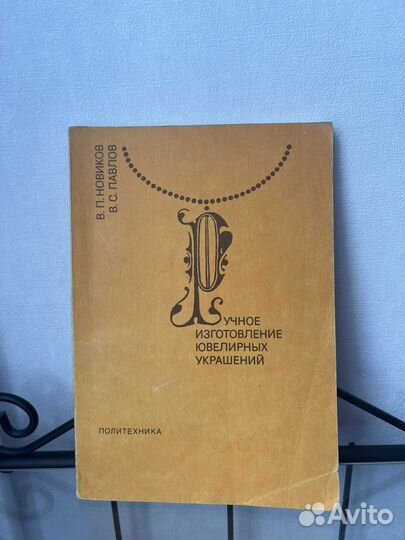 В. П. НОВИКОВ
В. С. ПАВЛОВ
РУЧНОЕ
ИЗГОТОВЛЕНИЕ
ЮВЕЛИРНЫХ
УКРАШЕНИЙ
ПОЛИТЕХНИКА
Avito